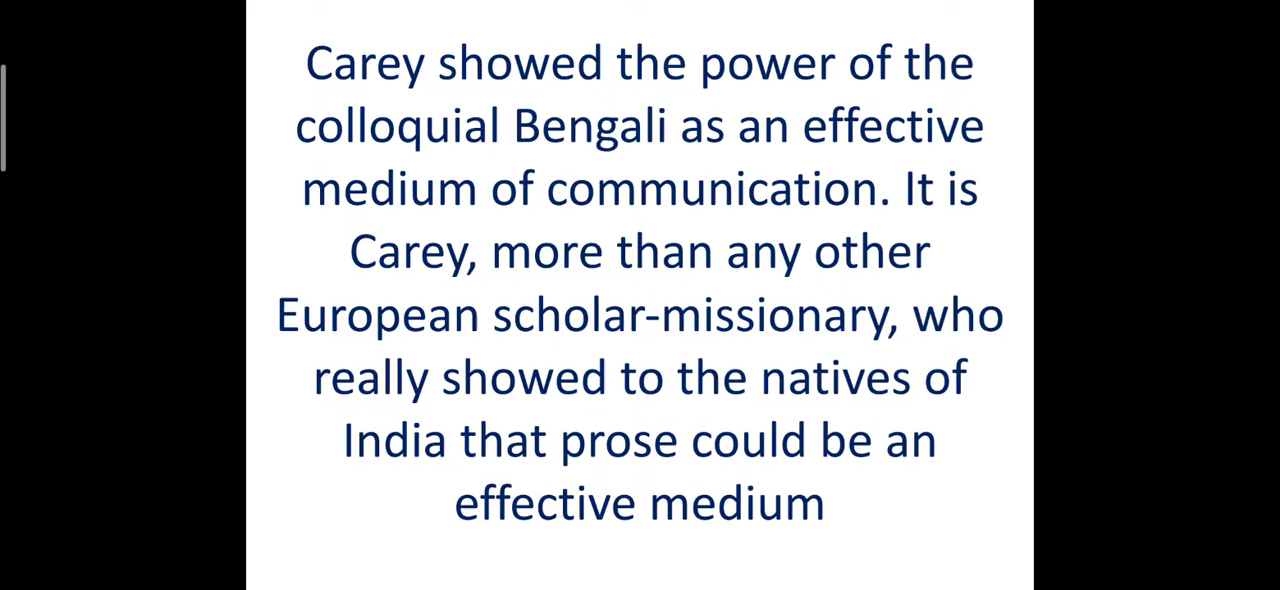 Carey showed the power of the
colloquial Bengali as an effective
medium of communication. It is
Carey, more than any other
European scholar-missionary, who
really showed to the natives of
India that prose could be an
effective medium